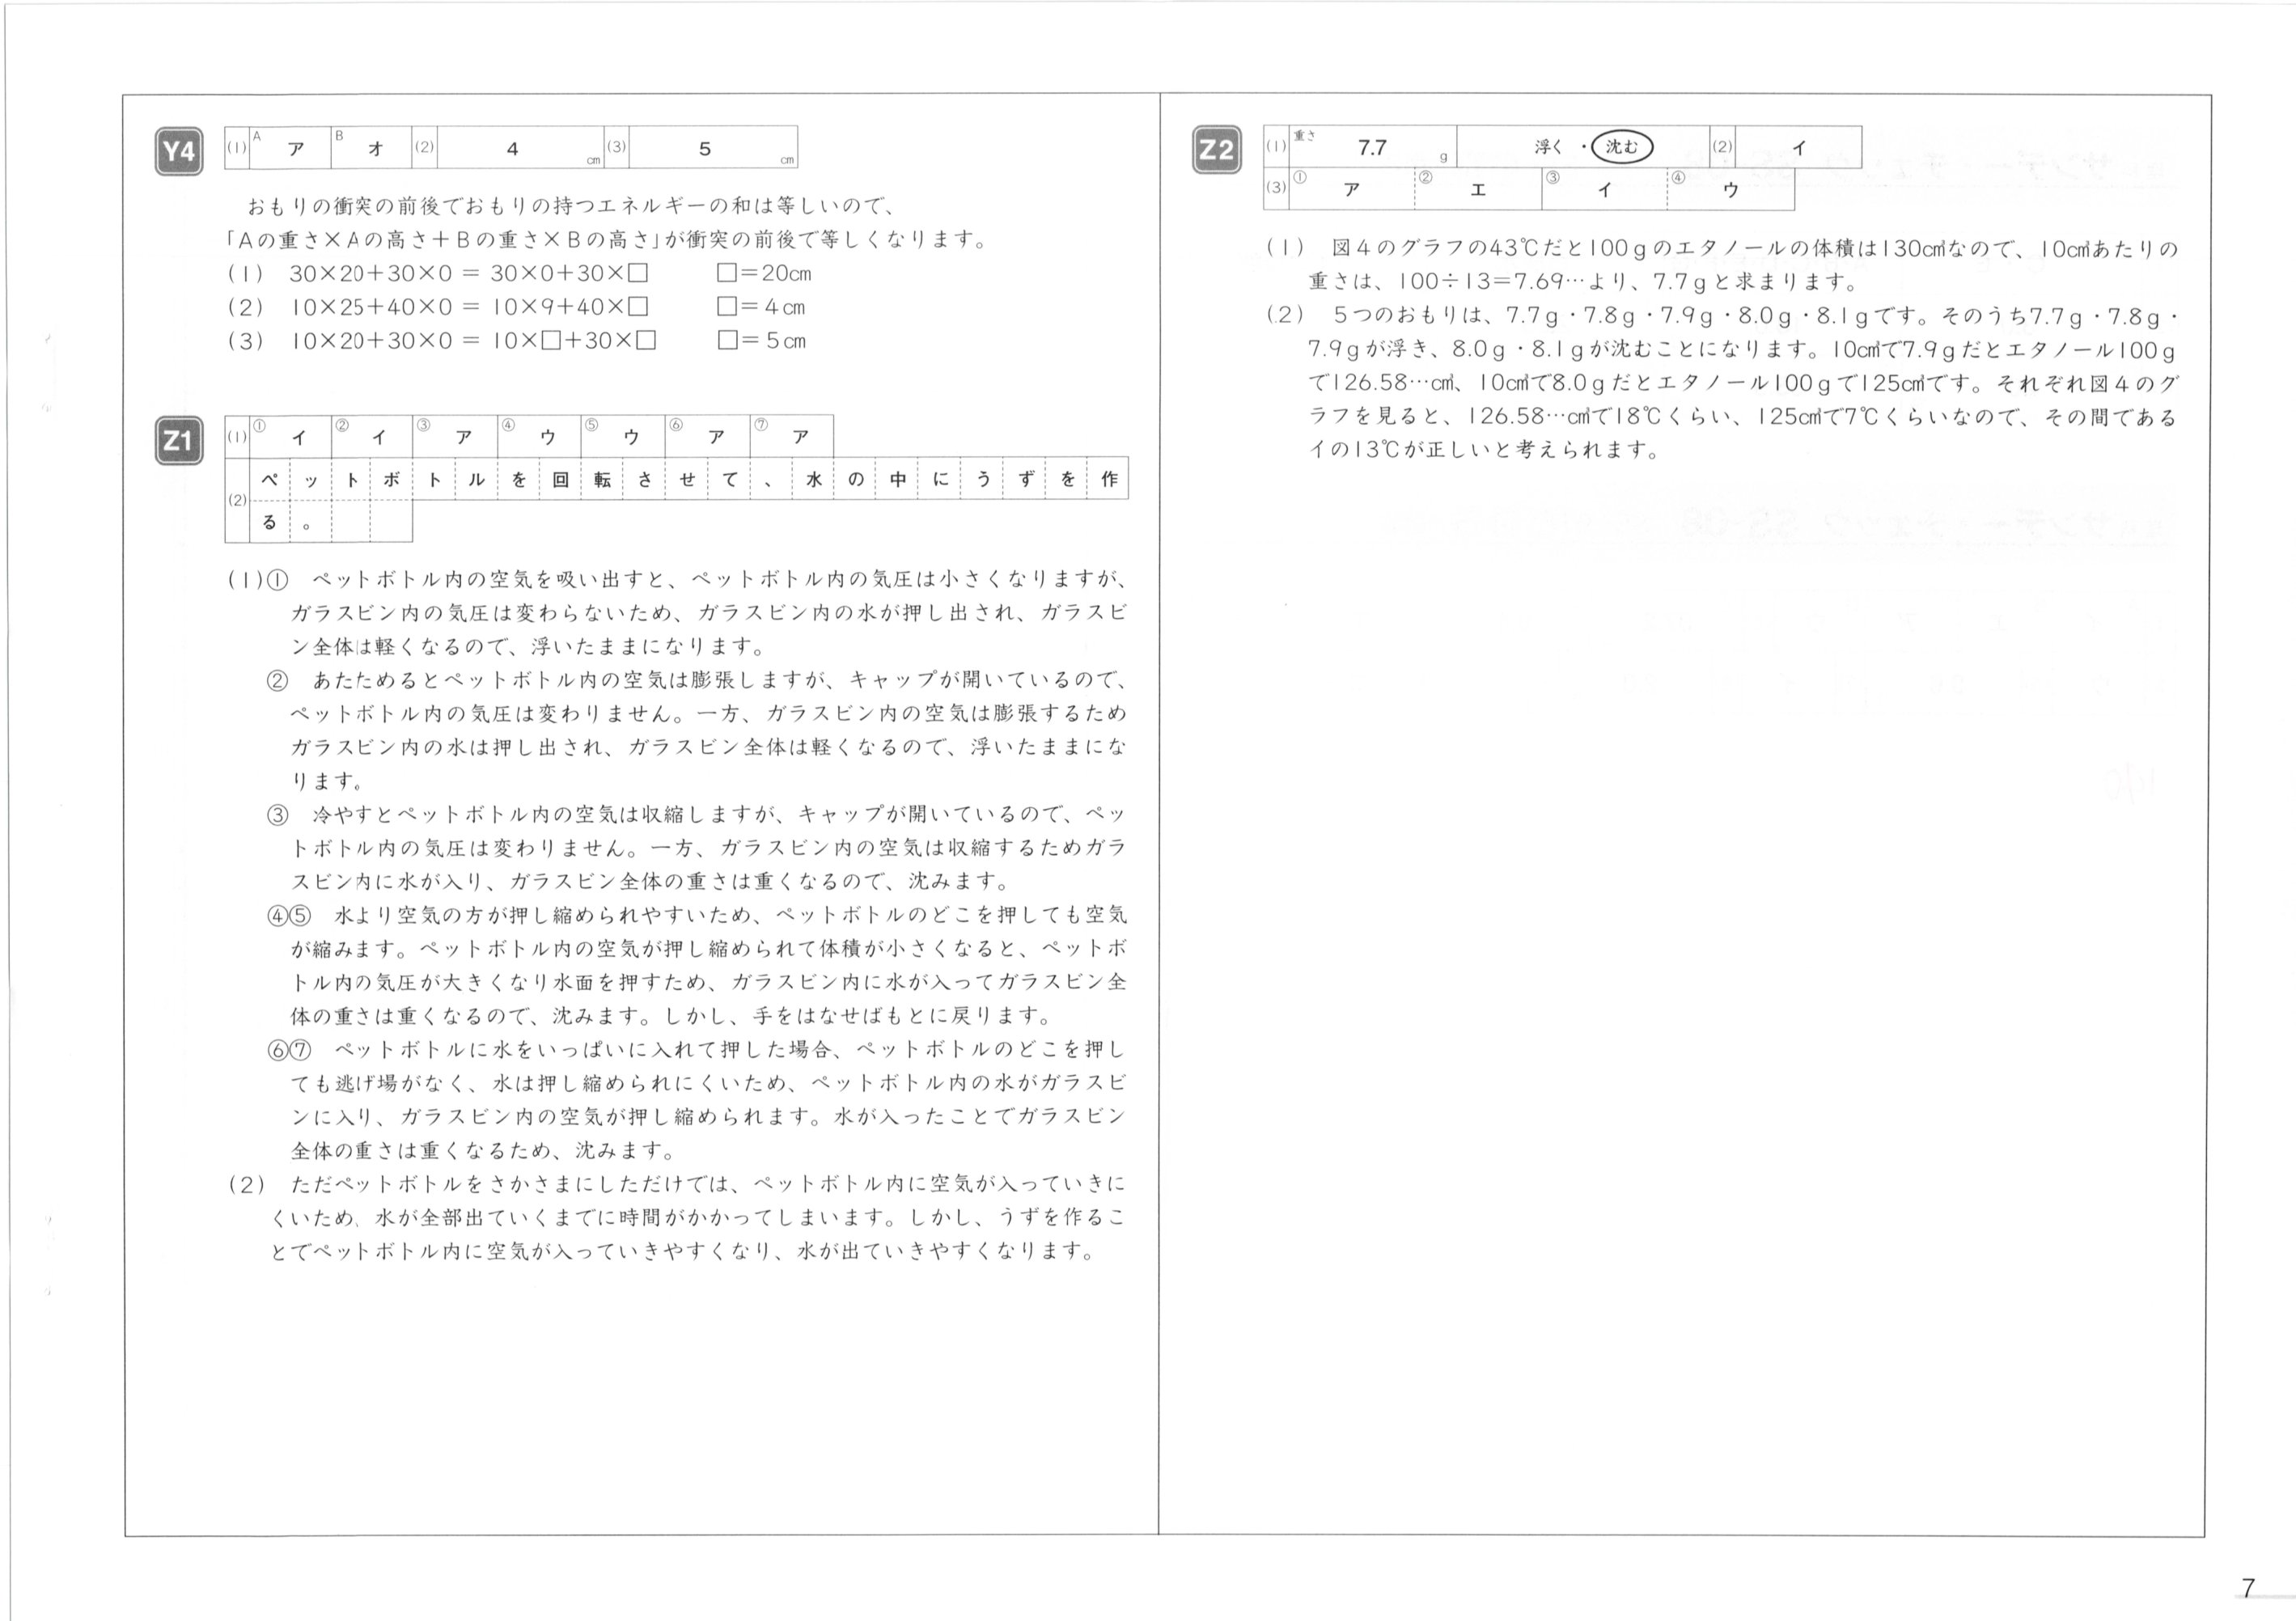 Y4
(1) A ア B オ (2) 4 cm (3) 5 cm
おもりの衝突の前後でおもりの持つエネルギーの和は等しいので、
「Aの重さ×Aの高さ+Bの重さ×Bの高さ」が衝突の前後で等しくなります。
(1) 30×20+30×0 = 30×0+30×□ □=20cm
(2) 10×25+40×0 = 10×9+40×□ □=4cm
(3) 10×20+30×0 = 10×□+30×□ □=5cm
Z1
(1) ① イ ② イ ③ ア ④ ウ ⑤ ウ ⑥ ア ⑦ ア
(2) ペットボトルを回転させて、水の中にうずを作
る。
(1)① ペットボトル内の空気を吸い出すと、ペットボトル内の気圧は小さくなりますが、
ガラスビン内の気圧は変わらないため、ガラスビン内の水が押し出され、ガラスビ
ン全体は軽くなるので、浮いたままになります。
② あたためるとペットボトル内の空気は膨張しますが、キャップが開いているので、
ペットボトル内の気圧は変わりません。一方、ガラスビン内の空気は膨張するため
ガラスビン内の水は押し出され、ガラスビン全体は軽くなるので、浮いたままにな
ります。
③ 冷やすとペットボトル内の空気は収縮しますが、キャップが開いているので、ペッ
トボトル内の気圧は変わりません。一方、ガラスビン内の空気は収縮するためガラ
スビン内に水が入り、ガラスビン全体の重さは重くなるので、沈みます。
④⑤ 水より空気の方が押し縮められやすいため、ペットボトルのどこを押しても空気
が縮みます。ペットボトル内の空気が押し縮められて体積が小さくなると、ペットボ
トル内の気圧が大きくなり水面を押すため、ガラスビン内に水が入ってガラスビン全
体の重さは重くなるので、沈みます。しかし、手をはなせばもとに戻ります。
⑥⑦ ペットボトルに水をいっぱいに入れて押した場合、ペットボトルのどこを押し
ても逃げ場がなく、水は押し縮められにくいため、ペットボトル内の水がガラスビ
ンに入り、ガラスビン内の空気が押し縮められます。水が入ったことでガラスビン
全体の重さは重くなるため、沈みます。
(2) ただペットボトルをさかさまにしただけでは、ペットボトル内に空気が入っていきに
くいため、水が全部出ていくまでに時間がかかってしまいます。しかし、うずを作るこ
とでペットボトル内に空気が入っていきやすくなり、水が出ていきやすくなります。
Z2
(1) 重さ 7.7 g 浮く・沈む (2) イ
(3) ① ア ② エ ③ イ ④ ウ
(1) 図4のグラフの43℃だと100gのエタノールの体積は130㎤なので、10㎤あたりの
重さは、100÷13=7.69…より、7.7gと求まります。
(2) 5つのおもりは、7.7g・7.8g・7.9g・8.0g・8.1gです。そのうち7.7g・7.8g・
7.9gが浮き、8.0g・8.1gが沈むことになります。10㎤で7.9gだとエタノール100g
で126.58…㎤、10㎤で8.0gだとエタノール100gで125㎤です。それぞれ図4のグ
ラフを見ると、126.58…㎤で18℃くらい、125㎤で7℃くらいなので、その間である
イの13℃が正しいと考えられます。
7